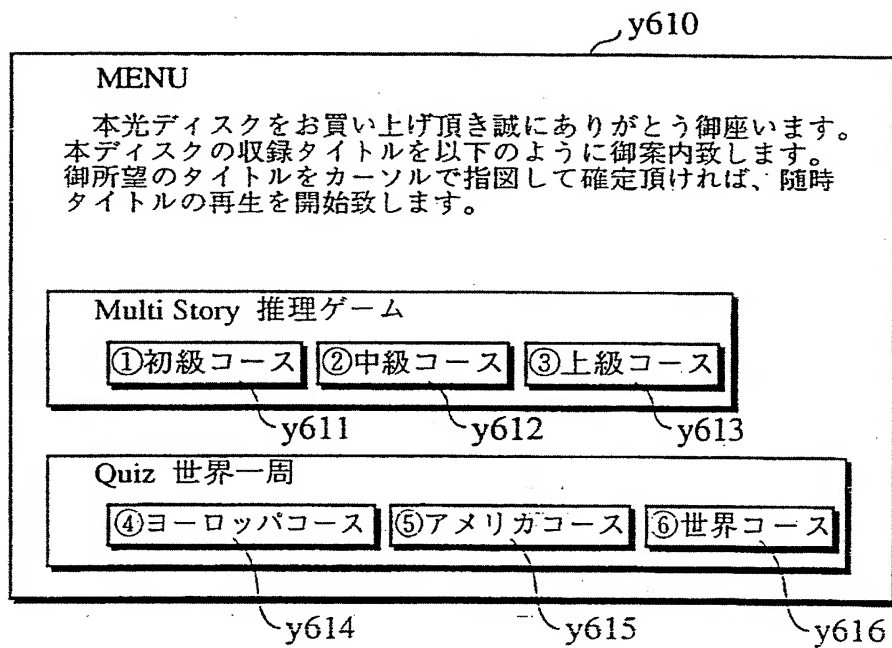 y610
MENU
本光ディスクをお買い上げ頂き誠にありがとう御座います。
本ディスクの収録タイトルを以下のように御案内致します。
御所望のタイトルをカーソルで指図して確定頂ければ、随時
タイトルの再生を開始致します。
Multi Story 推理ゲーム
①初級コース ②中級コース ③上級コース
y611 y612 y613
Quiz 世界一周
④ヨーロッパコース ⑤アメリカコース ⑥世界コース
y614 y615 y616